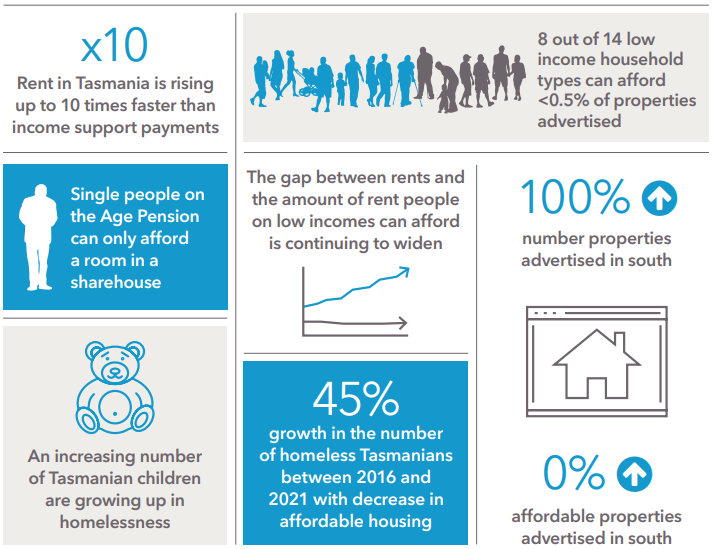 x10
Rent in Tasmania is rising
up to 10 times faster than
income support payments
8 out of 14 low
income household
types can afford
<0.5% of properties
advertised
Single people on
the Age Pension
can only afford
a room in a
sharehouse
The gap between rents and
the amount of rent people
on low incomes can afford
is continuing to widen
100%
number properties
advertised in south
An increasing number
of Tasmanian children
are growing up in
homelessness
45%
growth in the number
of homeless Tasmanians
between 2016 and
2021 with decrease in
affordable housing
0%
affordable properties
advertised in south